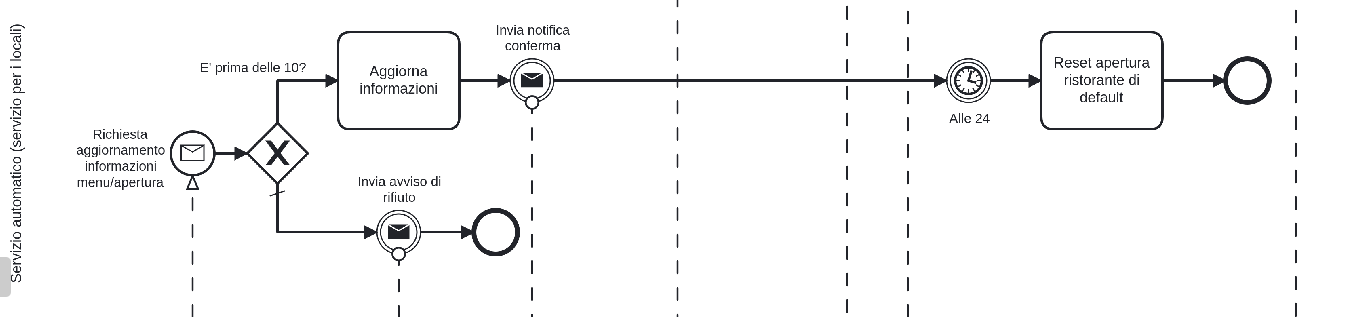 Servizio automatico (servizio per i locali)
Richiesta
aggiornamento
informazioni
menu/apertura
E' prima delle 10?
Aggiorna
informazioni
Invia notifica
conferma
Invia avviso di
rifiuto
Alle 24
Reset apertura
ristorante di
default